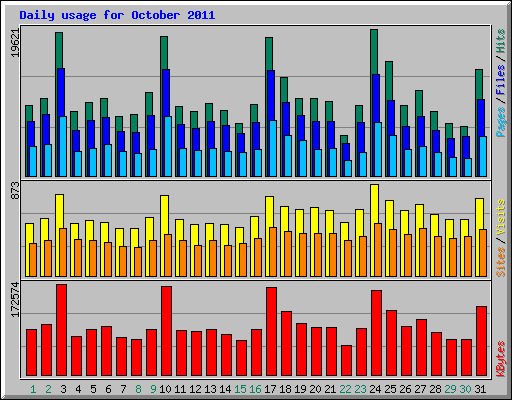 Daily usage for October 2011
19621
873
172574
Pages / Files / Hits
Sites / Visits
KBytes
1 2 3 4 5 6 7 8 9 10 11 12 13 14 15 16 17 18 19 20 21 22 23 24 25 26 27 28 29 30 31